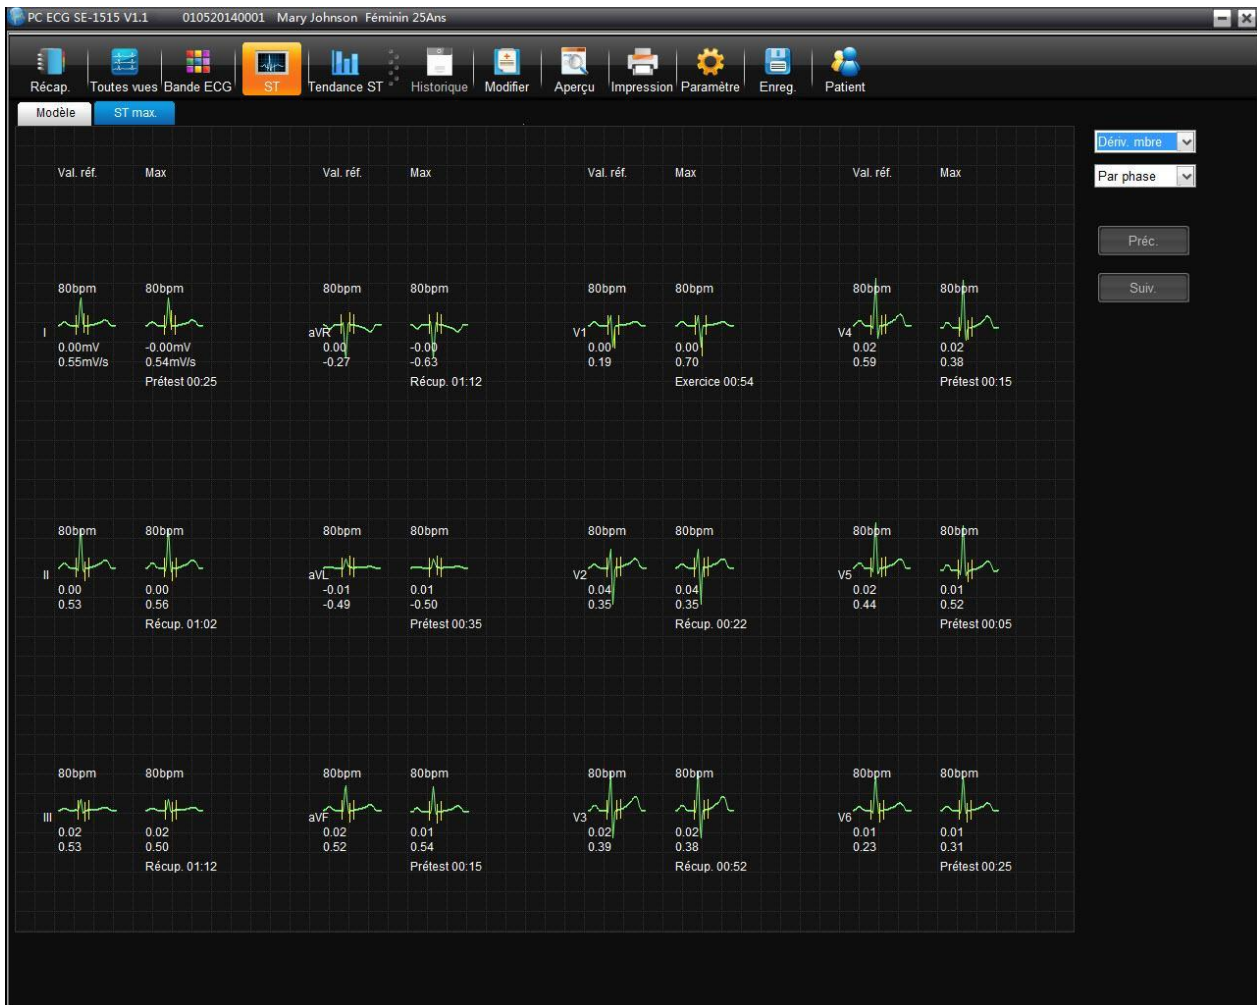 PC ECG SE-1515 V1.1 010520140001 Mary Johnson Féminin 25Ans
Récap. Toutes vues Bande ECG ST Tendance ST Historique Modifier Aperçu Impression Paramètre Enreg. Patient
Modèle ST max.
Dériv. mbre
Val. réf. Max Val. réf. Max Val. réf. Max Val. réf. Max
Par phase
Préc.
Suiv.
80bpm 80bpm 80bpm 80bpm 80bpm 80bpm 80bpm 80bpm
I aVR V1 V4
0.00mV -0.00mV 0.00 -0.00 0.00 0.00 0.02 0.02
0.55mV/s 0.54mV/s -0.27 -0.63 0.19 0.70 0.59 0.38
Prétest 00:25 Récup. 01:12 Exercice 00:54 Prétest 00:15
80bpm 80bpm 80bpm 80bpm 80bpm 80bpm 80bpm 80bpm
II aVL V2 V5
0.00 0.00 -0.01 0.01 0.04 0.04 0.02 0.01
0.53 0.56 -0.49 -0.50 0.35 0.35 0.44 0.52
Récup. 01:02 Prétest 00:35 Récup. 00:22 Prétest 00:05
80bpm 80bpm 80bpm 80bpm 80bpm 80bpm 80bpm 80bpm
III aVF V3 V6
0.02 0.02 0.02 0.01 0.02 0.02 0.01 0.01
0.53 0.50 0.52 0.54 0.39 0.38 0.23 0.31
Récup. 01:12 Prétest 00:15 Récup. 00:52 Prétest 00:25